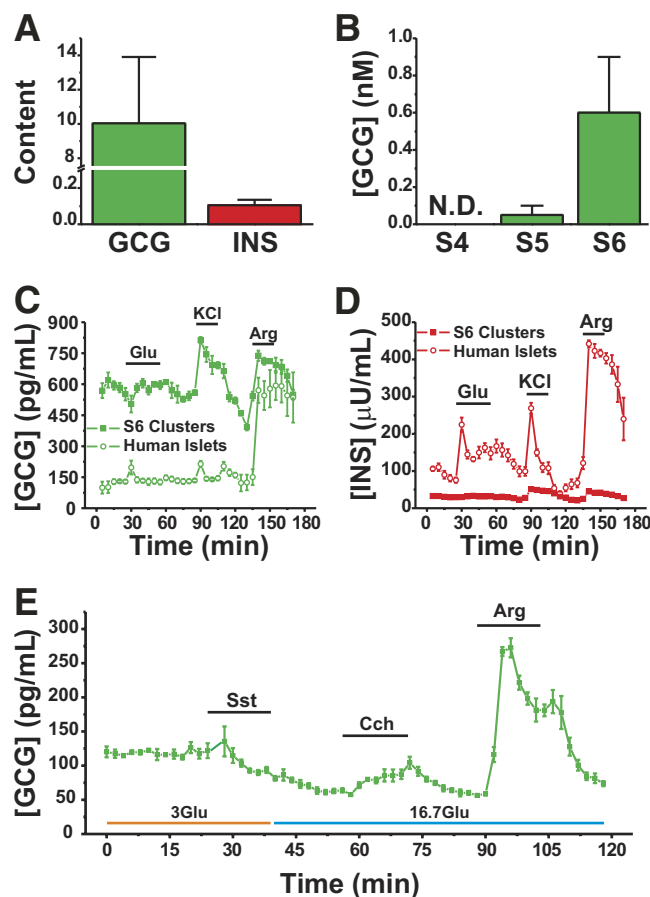 A
Content
14
12
10
8
0.2
0.0
GCG INS
B
[GCG] (nM)
1.0
0.8
0.6
0.4
0.2
0.0
N.D.
S4 S5 S6
C
[GCG] (pg/mL)
900
750
600
450
300
150
0
Glu
KCl
Arg
S6 Clusters
Human Islets
0 30 60 90 120 150 180
Time (min)
D
[INS] (μU/mL)
500
400
300
200
100
0
S6 Clusters
Human Islets
Glu
KCl
Arg
0 30 60 90 120 150 180
Time (min)
E
[GCG] (pg/mL)
300
250
200
150
100
50
0
Sst
Cch
Arg
3Glu
16.7Glu
0 15 30 45 60 75 90 105 120
Time (min)